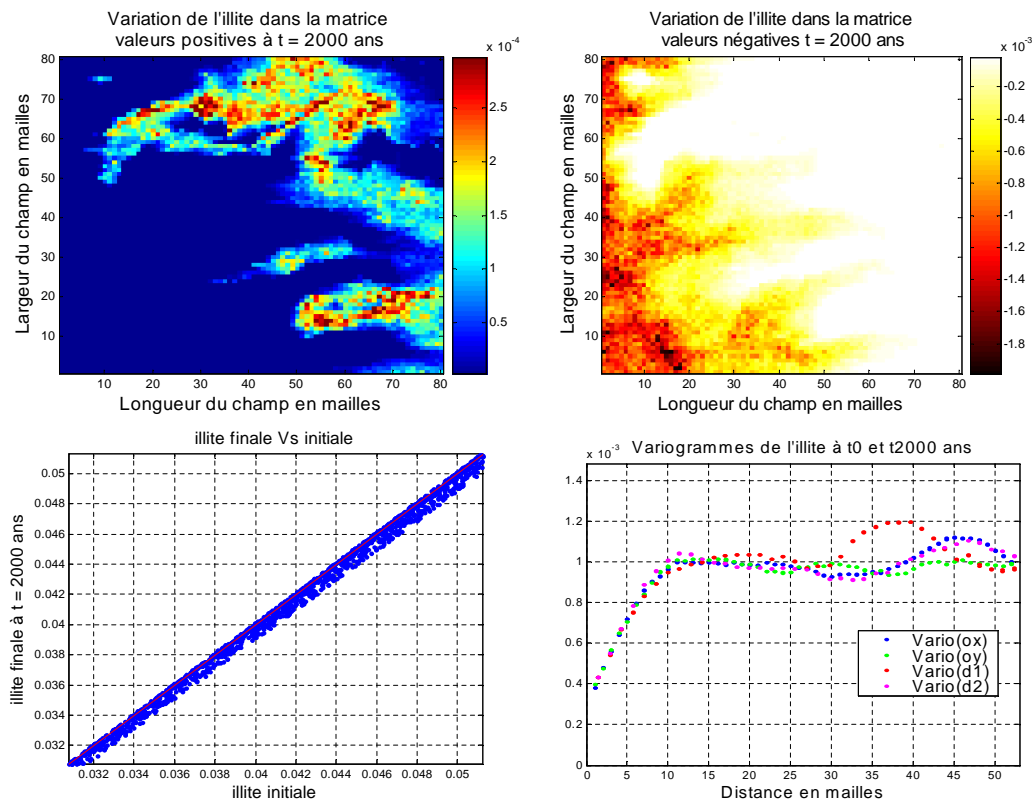 Variation de l'illite dans la matrice
valeurs positives à t = 2000 ans
x 10-4
80
70
60
50
40
30
20
10
2.5
2
1.5
1
0.5
10 20 30 40 50 60 70 80
Largeur du champ en mailles
Longueur du champ en mailles
Variation de l'illite dans la matrice
valeurs négatives t = 2000 ans
x 10-3
80
70
60
50
40
30
20
10
-0.2
-0.4
-0.6
-0.8
-1
-1.2
-1.4
-1.6
-1.8
10 20 30 40 50 60 70 80
Largeur du champ en mailles
Longueur du champ en mailles
illite finale Vs initiale
0.05
0.048
0.046
0.044
0.042
0.04
0.038
0.036
0.034
0.032
0.032 0.034 0.036 0.038 0.04 0.042 0.044 0.046 0.048 0.05
illite finale à t = 2000 ans
illite initiale
x 10-3
Variogrammes de l'illite à t0 et t2000 ans
1.4
1.2
1
0.8
0.6
0.4
0.2
0
0 5 10 15 20 25 30 35 40 45 50
Vario(ox)
Vario(oy)
Vario(d1)
Vario(d2)
Distance en mailles